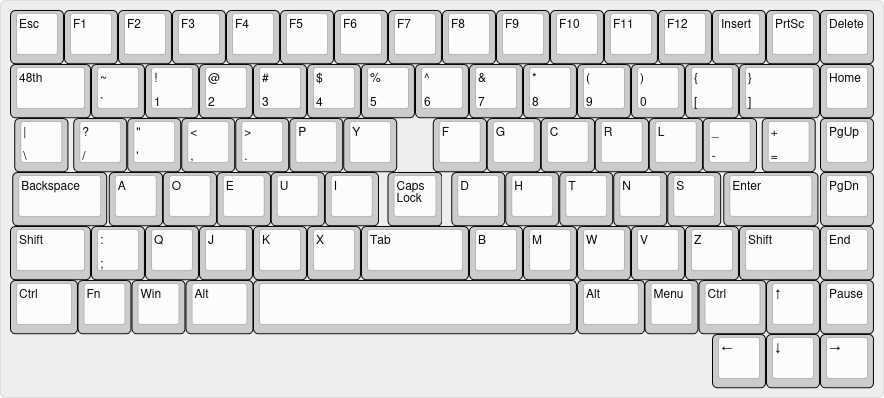 Esc F1 F2 F3 F4 F5 F6 F7 F8 F9 F10 F11 F12 Insert PrtSc Delete
48th ~ ! @ # $ % ^ & * ( ) { } Home
` 1 2 3 4 5 6 7 8 9 0 [ ]
| ? " < > P Y F G C R L _ + PgUp
\ / ' , . - =
Backspace A O E U I Caps D H T N S Enter PgDn
Lock
Shift : Q J K X Tab B M W V Z Shift End
;
Ctrl Fn Win Alt Alt Menu Ctrl ↑ Pause
← ↓ →